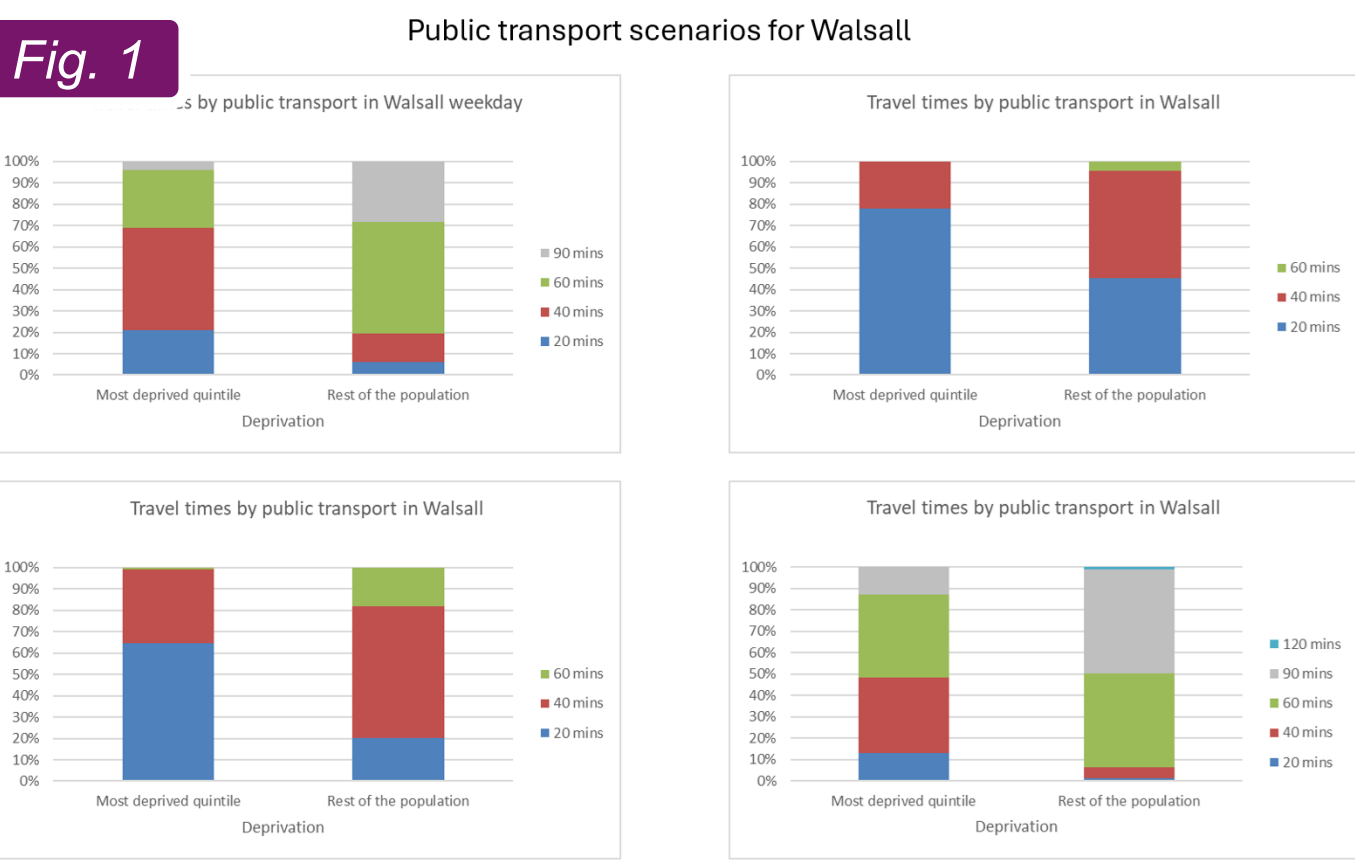 Public transport scenarios for Walsall
Fig. 1
by public transport in Walsall weekday
100%
90%
80%
70%
60%
50%
40%
30%
20%
10%
0%
Most deprived quintile
Rest of the population
Deprivation
90 mins
60 mins
40 mins
20 mins
Travel times by public transport in Walsall
100%
90%
80%
70%
60%
50%
40%
30%
20%
10%
0%
Most deprived quintile
Rest of the population
Deprivation
60 mins
40 mins
20 mins
Travel times by public transport in Walsall
100%
90%
80%
70%
60%
50%
40%
30%
20%
10%
0%
Most deprived quintile
Rest of the population
Deprivation
60 mins
40 mins
20 mins
Travel times by public transport in Walsall
100%
90%
80%
70%
60%
50%
40%
30%
20%
10%
0%
Most deprived quintile
Rest of the population
Deprivation
120 mins
90 mins
60 mins
40 mins
20 mins